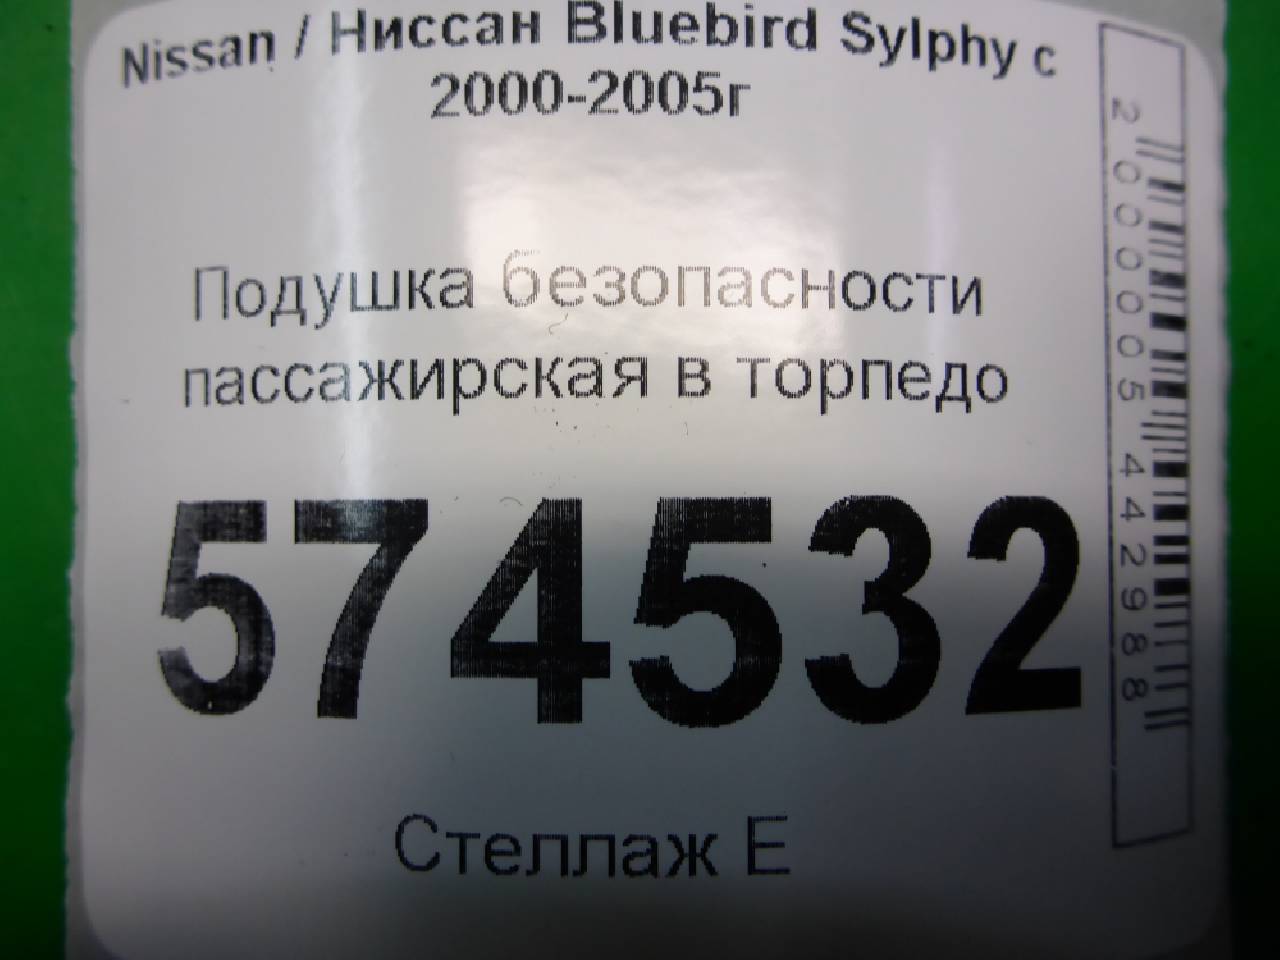 Nissan / Ниссан Bluebird Sylphy с
2000-2005г
Подушка безопасности
пассажирская в торпедо
574532
Стеллаж Е
2000005442988